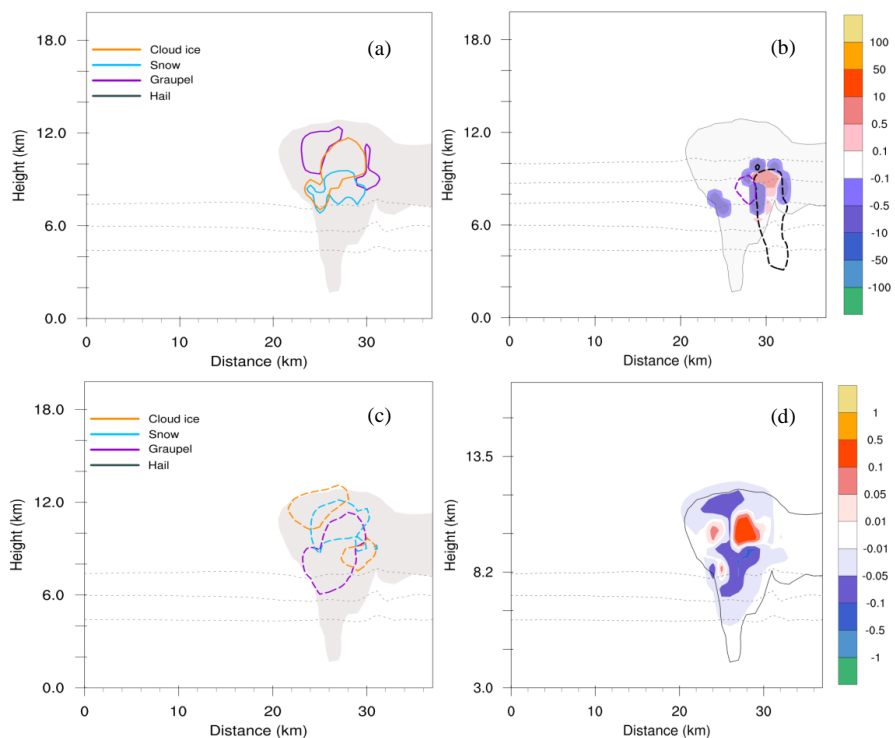 (a)
Cloud ice
Snow
Graupel
Hail
18.0
12.0
6.0
0.0
Height (km)
0
10
20
30
Distance (km)
(b)
18.0
12.0
6.0
0.0
Height (km)
0
10
20
30
Distance (km)
100
50
10
0.5
0.1
-0.1
-0.5
-10
-50
-100
(c)
Cloud ice
Snow
Graupel
Hail
18.0
12.0
6.0
0.0
Height (km)
0
10
20
30
Distance (km)
(d)
13.5
8.2
3.0
Height (km)
0
10
20
30
Distance (km)
1
0.5
0.1
0.05
0.01
-0.01
-0.05
-0.1
-0.5
-1